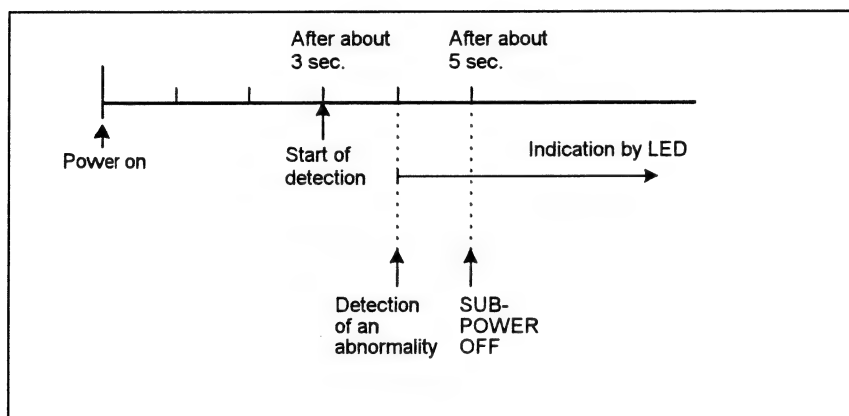 After about
3 sec.
After about
5 sec.
Power on
Start of
detection
Indication by LED
Detection
of an
abnormality
SUB-
POWER
OFF